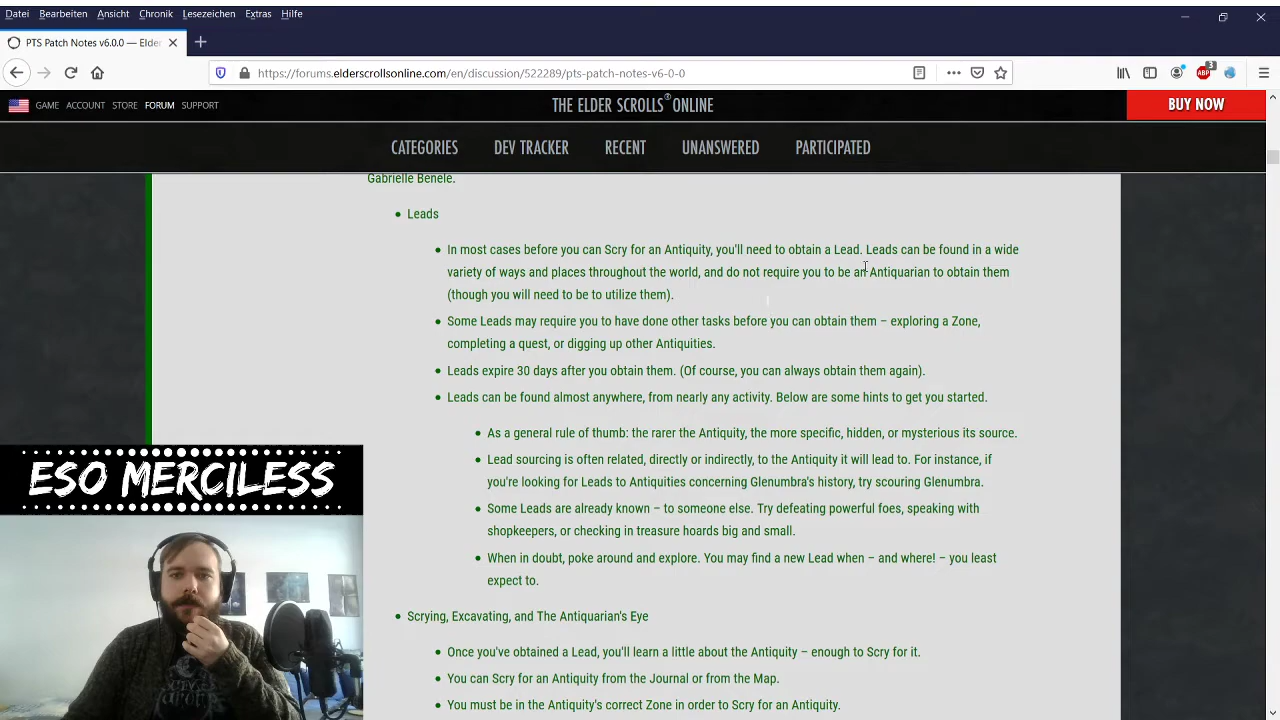 Datei Bearbeiten Ansicht Chronik Lesezeichen Extras Hilfe
PTS Patch Notes v6.0.0 — Elder
https://forums.elderscrollsonline.com/en/discussion/522289/pts-patch-notes-v6-0-0
ABP 3
GAME ACCOUNT STORE FORUM SUPPORT
THE ELDER SCROLLS® ONLINE
BUY NOW
CATEGORIES DEV TRACKER RECENT UNANSWERED PARTICIPATED
Gabrielle Benele.
Leads
In most cases before you can Scry for an Antiquity, you'll need to obtain a Lead. Leads can be found in a wide
variety of ways and places throughout the world, and do not require you to be an Antiquarian to obtain them
(though you will need to be to utilize them).
Some Leads may require you to have done other tasks before you can obtain them – exploring a Zone,
completing a quest, or digging up other Antiquities.
Leads expire 30 days after you obtain them. (Of course, you can always obtain them again).
Leads can be found almost anywhere, from nearly any activity. Below are some hints to get you started.
As a general rule of thumb: the rarer the Antiquity, the more specific, hidden, or mysterious its source.
Lead sourcing is often related, directly or indirectly, to the Antiquity it will lead to. For instance, if
you're looking for Leads to Antiquities concerning Glenumbra's history, try scouring Glenumbra.
Some Leads are already known – to someone else. Try defeating powerful foes, speaking with
shopkeepers, or checking in treasure hoards big and small.
When in doubt, poke around and explore. You may find a new Lead when – and where! – you least
expect to.
Scrying, Excavating, and The Antiquarian's Eye
Once you've obtained a Lead, you'll learn a little about the Antiquity – enough to Scry for it.
You can Scry for an Antiquity from the Journal or from the Map.
You must be in the Antiquity's correct Zone in order to Scry for an Antiquity.
ESO MERCILESS